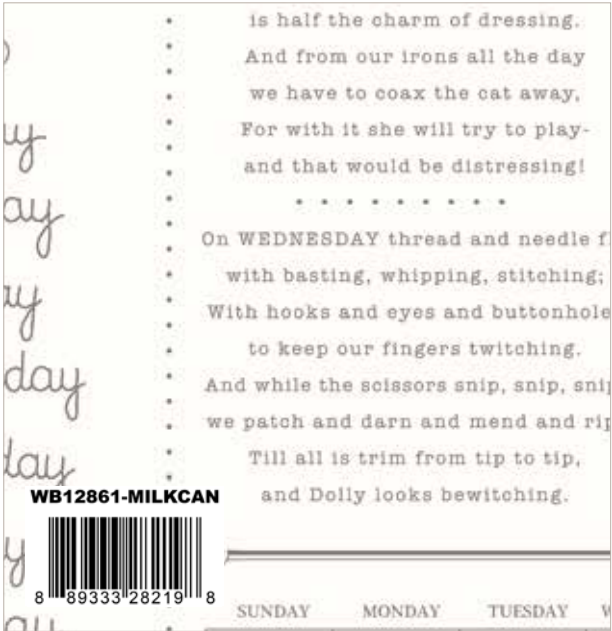 is half the charm of dressing.
And from our irons all the day
we have to coax the cat away,
For with it she will try to play-
and that would be distressing!
On WEDNESDAY thread and needle
with basting, whipping, stitching;
With hooks and eyes and buttonhole
to keep our fingers twitching.
And while the scissors snip, snip,
we patch and darn and mend and
Till all is trim from tip to tip,
and Dolly looks bewitching.
ay
day
day
WB12861-MILKCAN
8 89333 28219 8
SUNDAY MONDAY TUESDAY